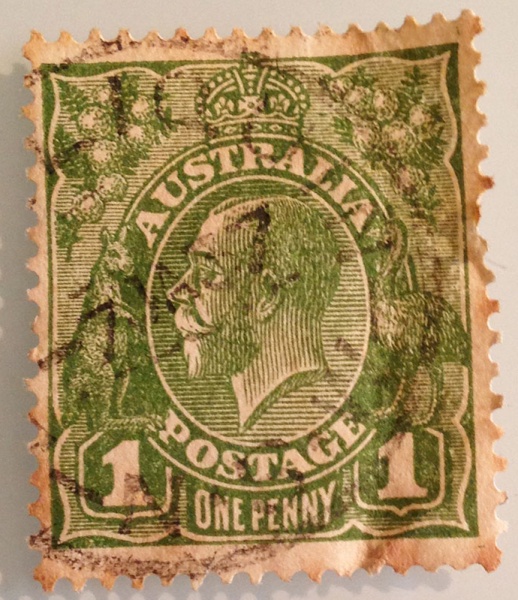 AUSTRALIA
POSTAGE
1 1
ONE PENNY